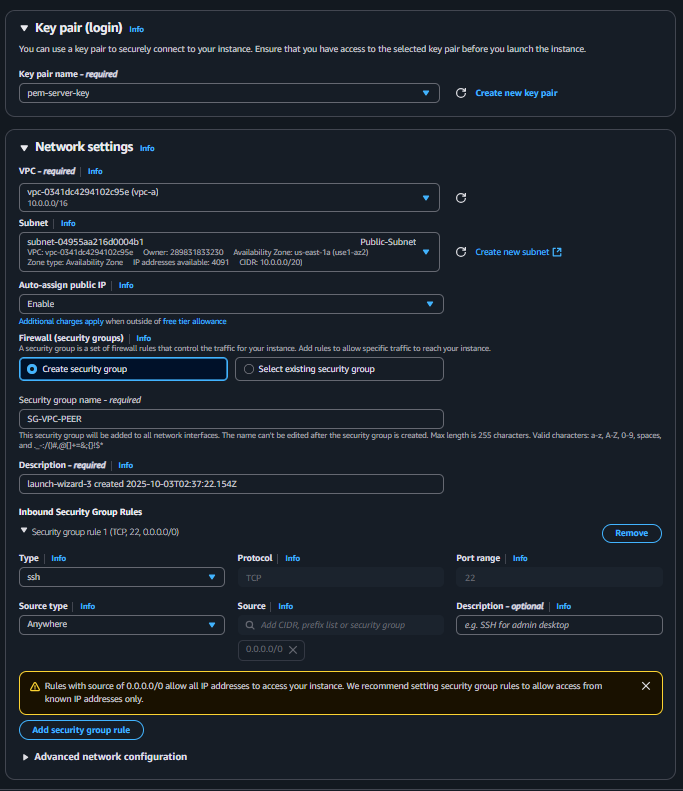 Key pair (login) Info
You can use a key pair to securely connect to your instance. Ensure that you have access to the selected key pair before you launch the instance.
Key pair name - required
pem-server-key
Create new key pair
Network settings Info
VPC - required | Info
vpc-0341dc4294102c95e (vpc-a)
10.0.0.0/16
Subnet | Info
subnet-04955aa216d0004b1 Public-Subnet
VPC: vpc-0341dc4294102c95e Owner: 289831833230 Availability Zone: us-east-1a (use1-az2)
Zone type: Availability Zone IP addresses available: 4091 CIDR: 10.0.0.0/20)
Create new subnet
Auto-assign public IP | Info
Enable
Additional charges apply when outside of free tier allowance
Firewall (security groups) | Info
A security group is a set of firewall rules that control the traffic for your instance. Add rules to allow specific traffic to reach your instance.
Create security group
Select existing security group
Security group name - required
SG-VPC-PEER
This security group will be added to all network interfaces. The name can't be edited after the security group is created. Max length is 255 characters. Valid characters: a-z, A-Z, 0-9, spaces,
and ._-:/()#,@[]+=&;{}!$*
Description - required | Info
launch-wizard-3 created 2025-10-03T02:37:22.154Z
Inbound Security Group Rules
Security group rule 1 (TCP, 22, 0.0.0.0/0)
Remove
Type | Info
Protocol | Info
Port range | Info
ssh
TCP
22
Source type | Info
Source | Info
Description - optional | Info
Anywhere
Add CIDR, prefix list or security group
e.g. SSH for admin desktop
0.0.0.0/0
Rules with source of 0.0.0.0/0 allow all IP addresses to access your instance. We recommend setting security group rules to allow access from
known IP addresses only.
Add security group rule
Advanced network configuration